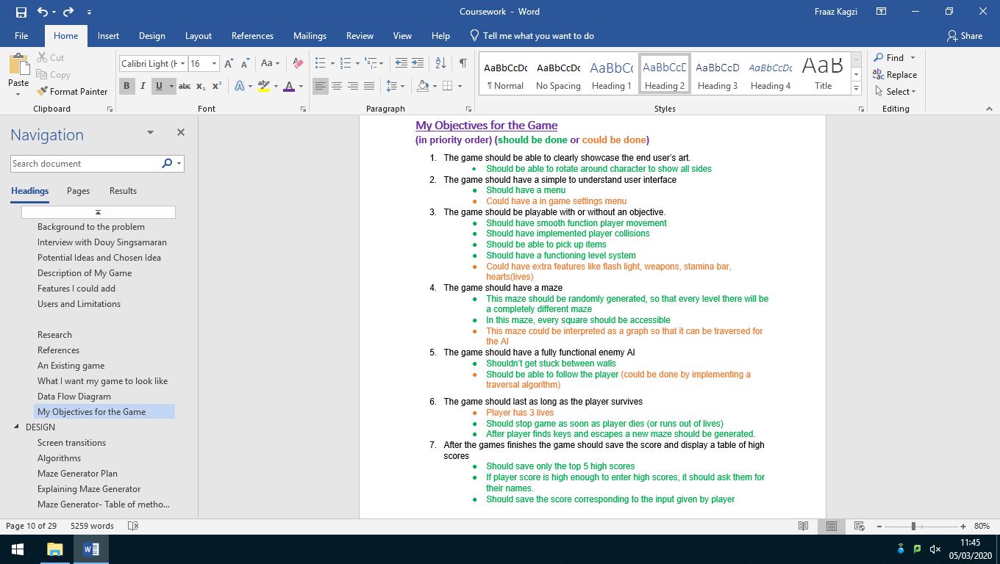 Coursework - Word
Fraaz Kagzi
File Home Insert Design Layout References Mailings Review View Help Tell me what you want to do Share
Paste
Cut
Copy
Format Painter
Clipboard
Calibri Light (H 16 A A Aa
B I U abc x₂ x² A ab A
Font
Paragraph
AaBbCcDc AaBbCcDc AaBbCc AaBbCcD AaBbCcD AaBbCcDc AaB
¶ Normal No Spacing Heading 1 Heading 2 Heading 3 Heading 4 Title
Styles
Find
Replace
Select
Editing
Navigation
Search document
Headings Pages Results
Background to the problem
Interview with Douy Singsamaran
Potential Ideas and Chosen Idea
Description of My Game
Features I could add
Users and Limitations
Research
References
An Existing game
What I want my game to look like
Data Flow Diagram
My Objectives for the Game
DESIGN
Screen transitions
Algorithms
Maze Generator Plan
Explaining Maze Generator
Maze Generator- Table of metho...
My Objectives for the Game
(in priority order) (should be done or could be done)
1. The game should be able to clearly showcase the end user's art.
• Should be able to rotate around character to show all sides
2. The game should have a simple to understand user interface
• Should have a menu
• Could have a in game settings menu
3. The game should be playable with or without an objective.
• Should have smooth function player movement
• Should have implemented player collisions
• Should be able to pick up items
• Should have a functioning level system
• Could have extra features like flash light, weapons, stamina bar,
hearts(lives)
4. The game should have a maze
• This maze should be randomly generated, so that every level there will be
a completely different maze
• In this maze, every square should be accessible
• This maze could be interpreted as a graph so that it can be traversed for
the AI
5. The game should have a fully functional enemy AI
• Shouldn't get stuck between walls
• Should be able to follow the player (could be done by implementing a
traversal algorithm)
6. The game should last as long as the player survives
• Player has 3 lives
• Should stop game as soon as player dies (or runs out of lives)
• After player finds keys and escapes a new maze should be generated.
7. After the games finishes the game should save the score and display a table of high
scores
• Should save only the top 5 high scores
• If player score is high enough to enter high scores, it should ask them for
their names.
• Should save the score corresponding to the input given by player
Page 10 of 29 5259 words
80%
11:45
05/03/2020